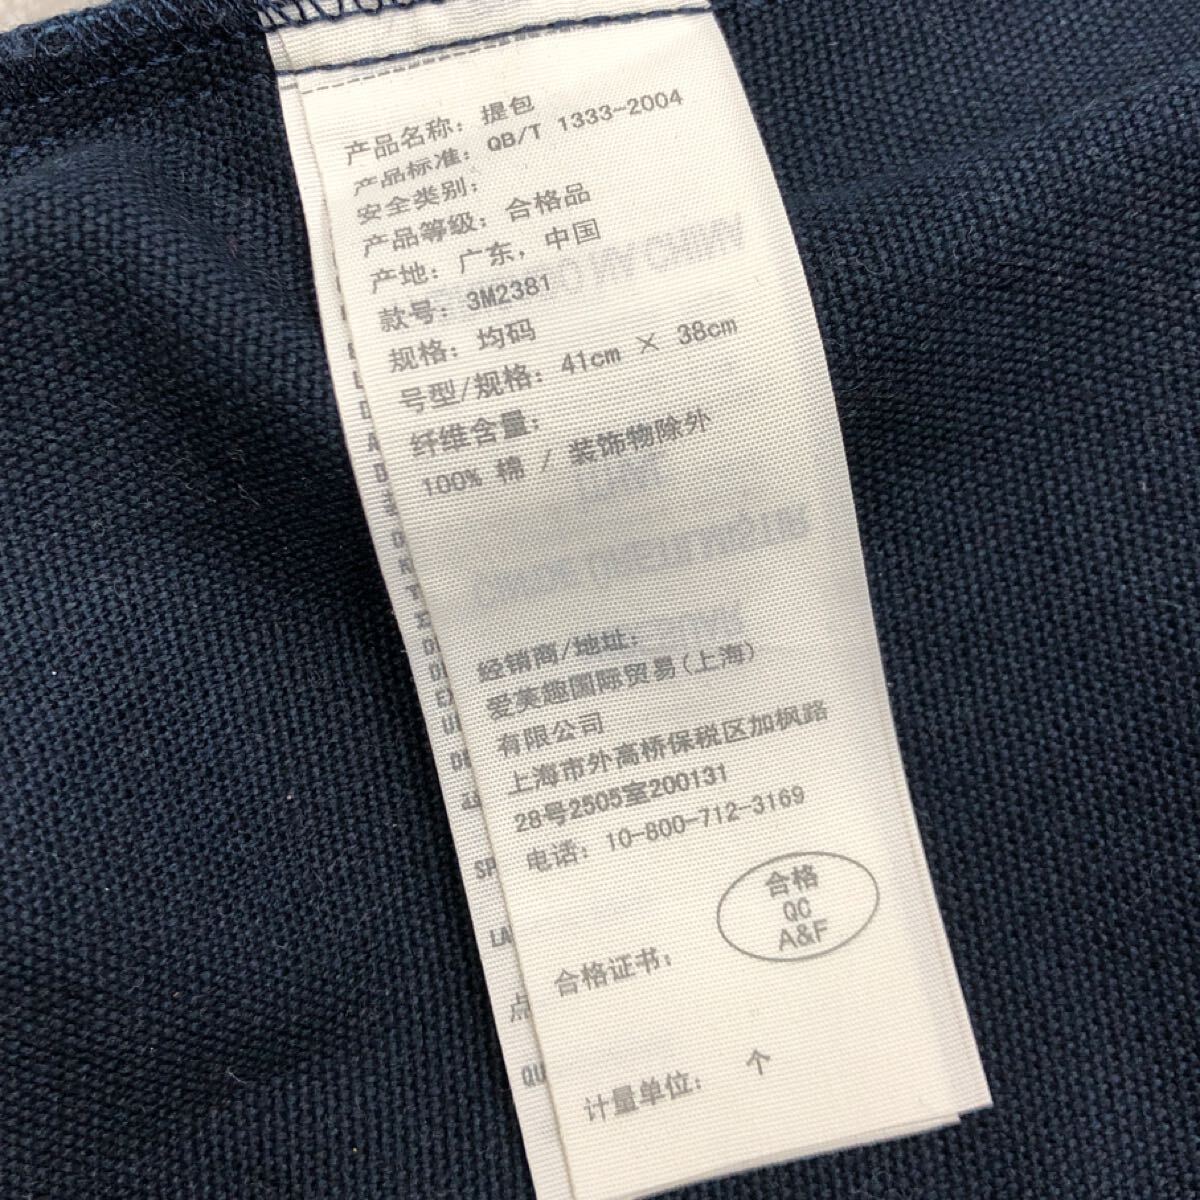 产品名称: 提包
产品标准: QB/T 1333-2004
安全类别:
产品等级: 合格品
产地: 广东, 中国
款号: 3M2381
规格: 均码
号型/规格: 41cm × 38cm
纤维含量:
100% 棉 / 装饰物除外
经销商/地址:
爱芙趣国际贸易(上海)
有限公司
上海市外高桥保税区加枫路
28号2505室200131
电话: 10-800-712-3169
合格
QC
A&F
合格证书:
计量单位: 个